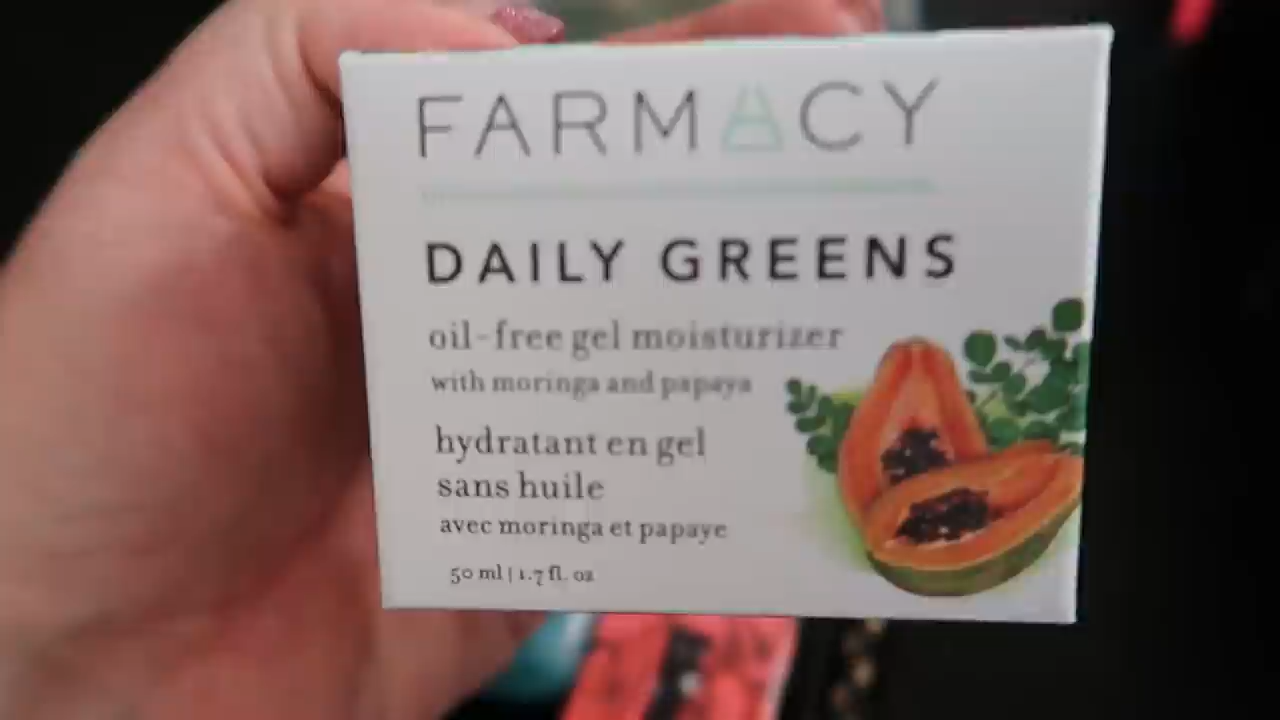 FARMACY
DAILY GREENS
oil-free gel moisturizer
with moringa and papaya
hydratant en gel
sans huile
avec moringa et papaye
50 ml | 1.7 fl. oz